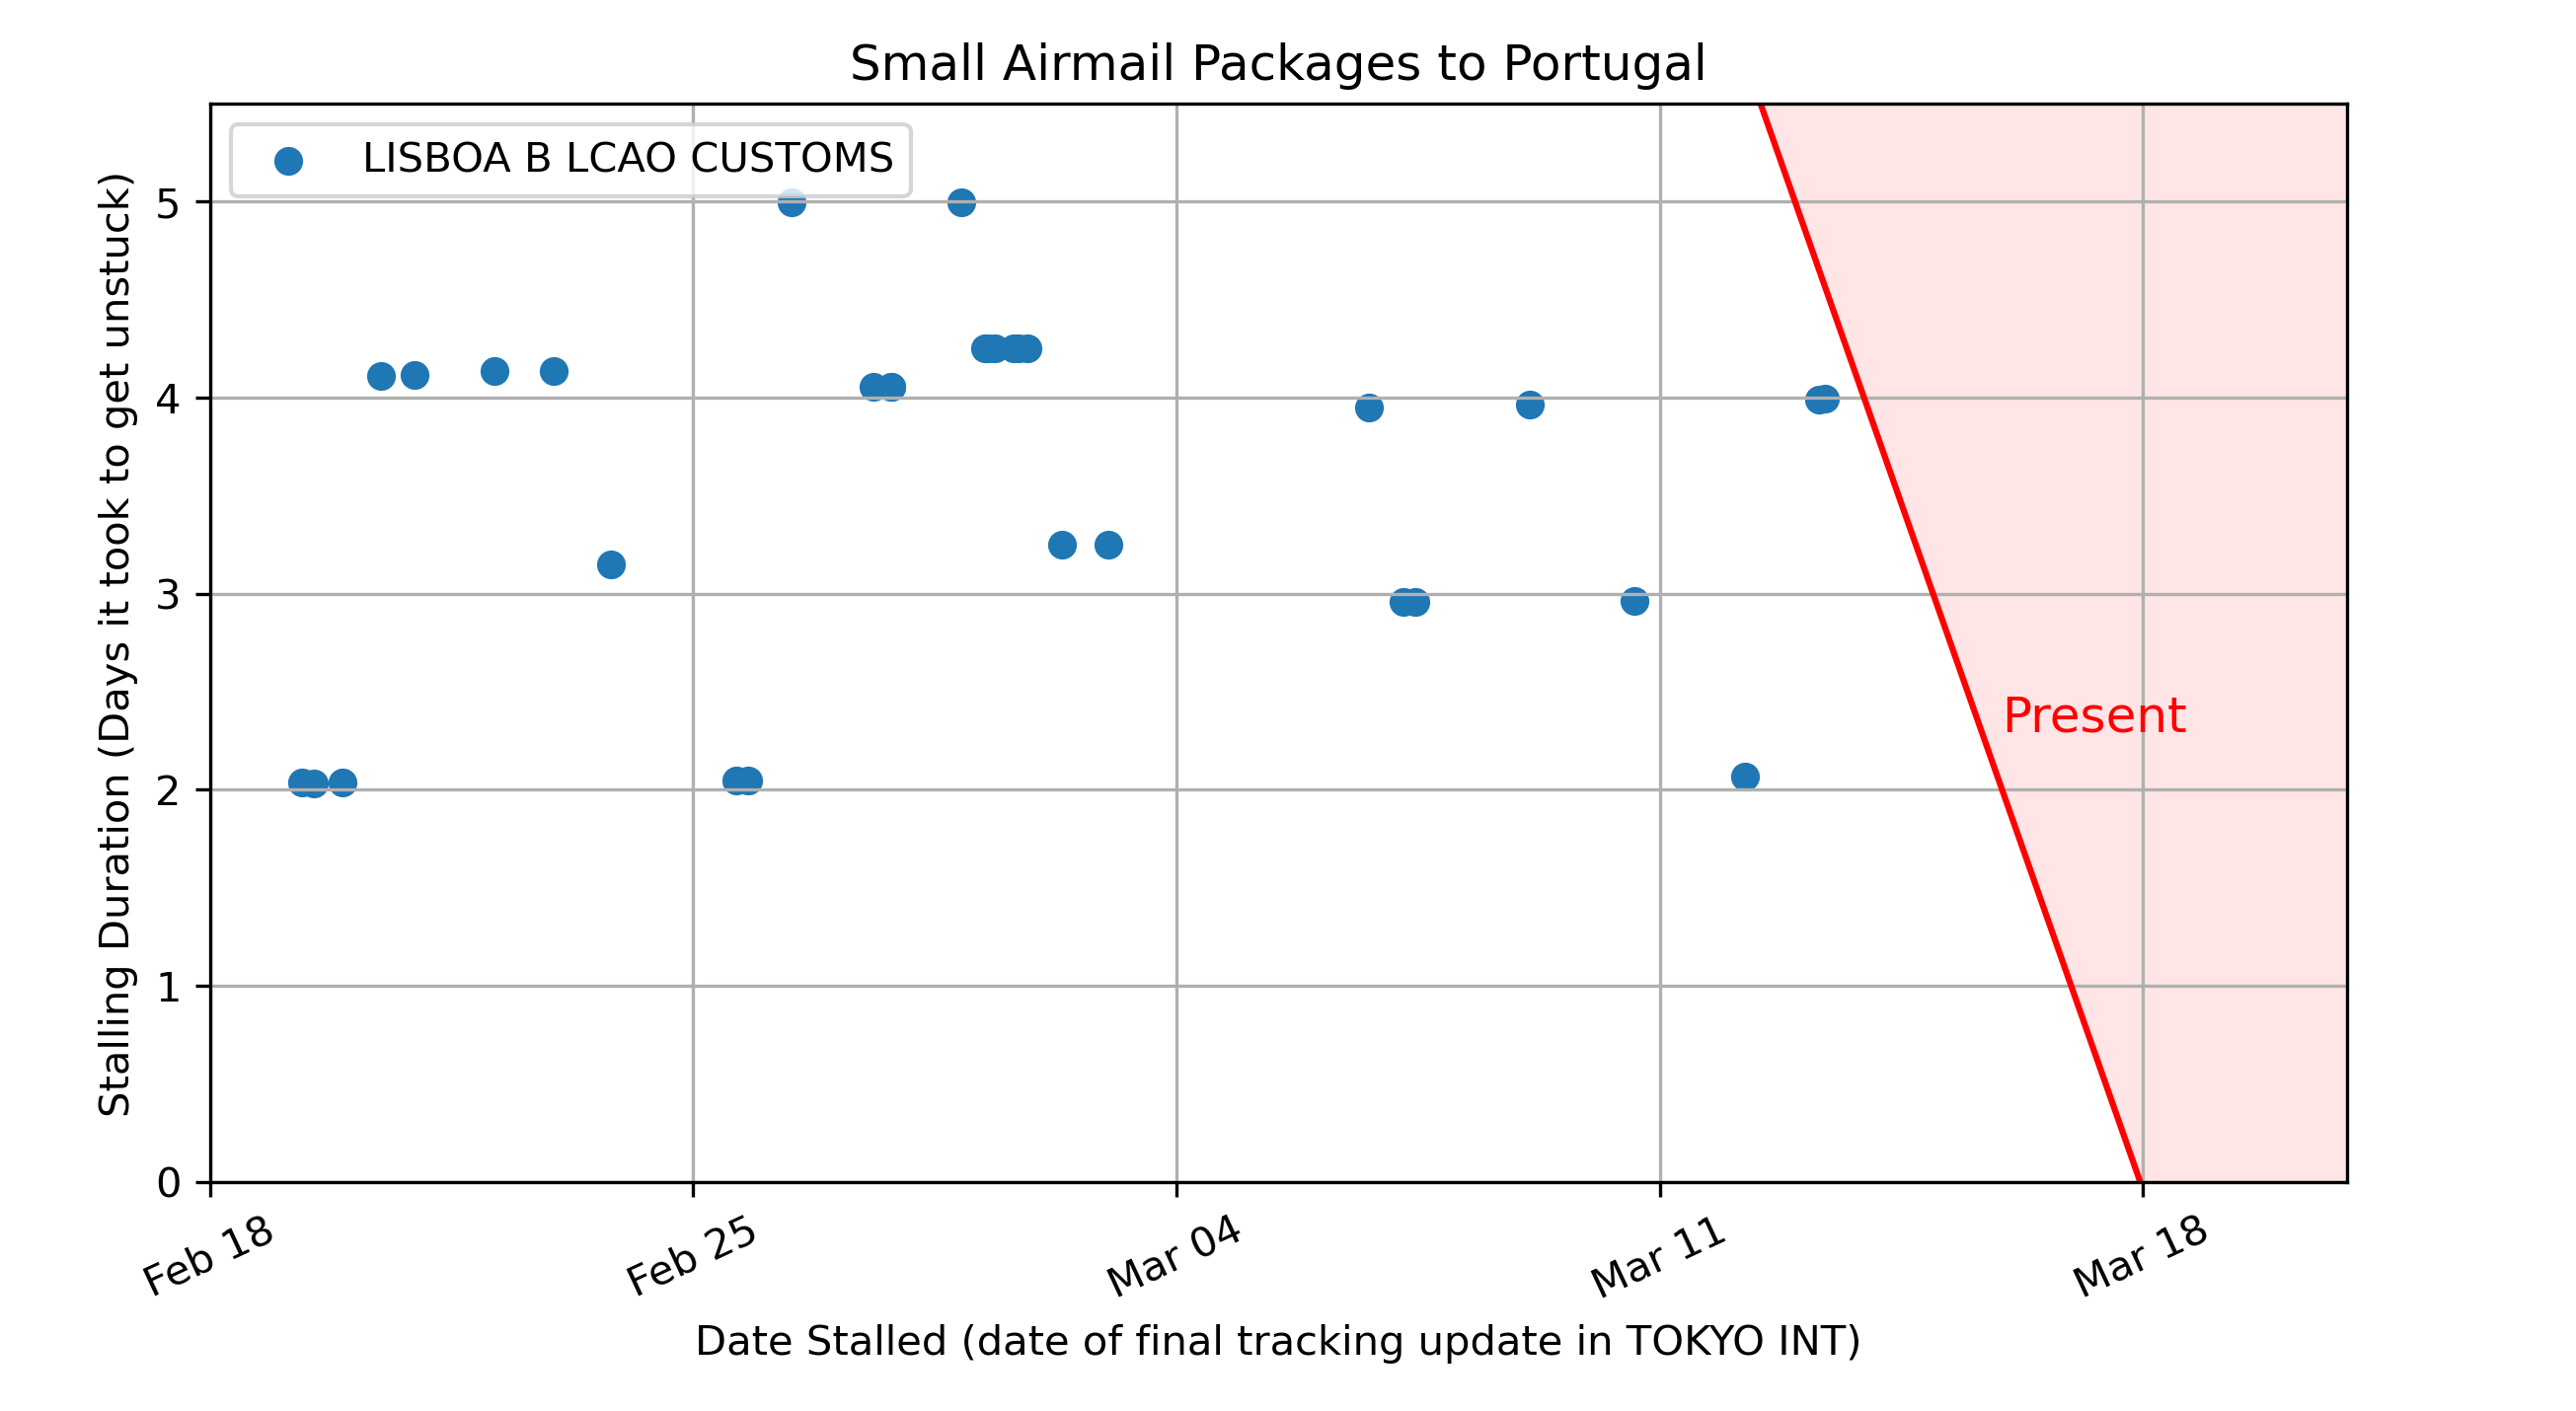 Small Airmail Packages to Portugal
LISBOA B LCAO CUSTOMS
Stalling Duration (Days it took to get unstuck)
5
4
3
2
1
0
Present
Feb 18
Feb 25
Mar 04
Mar 11
Mar 18
Date Stalled (date of final tracking update in TOKYO INT)